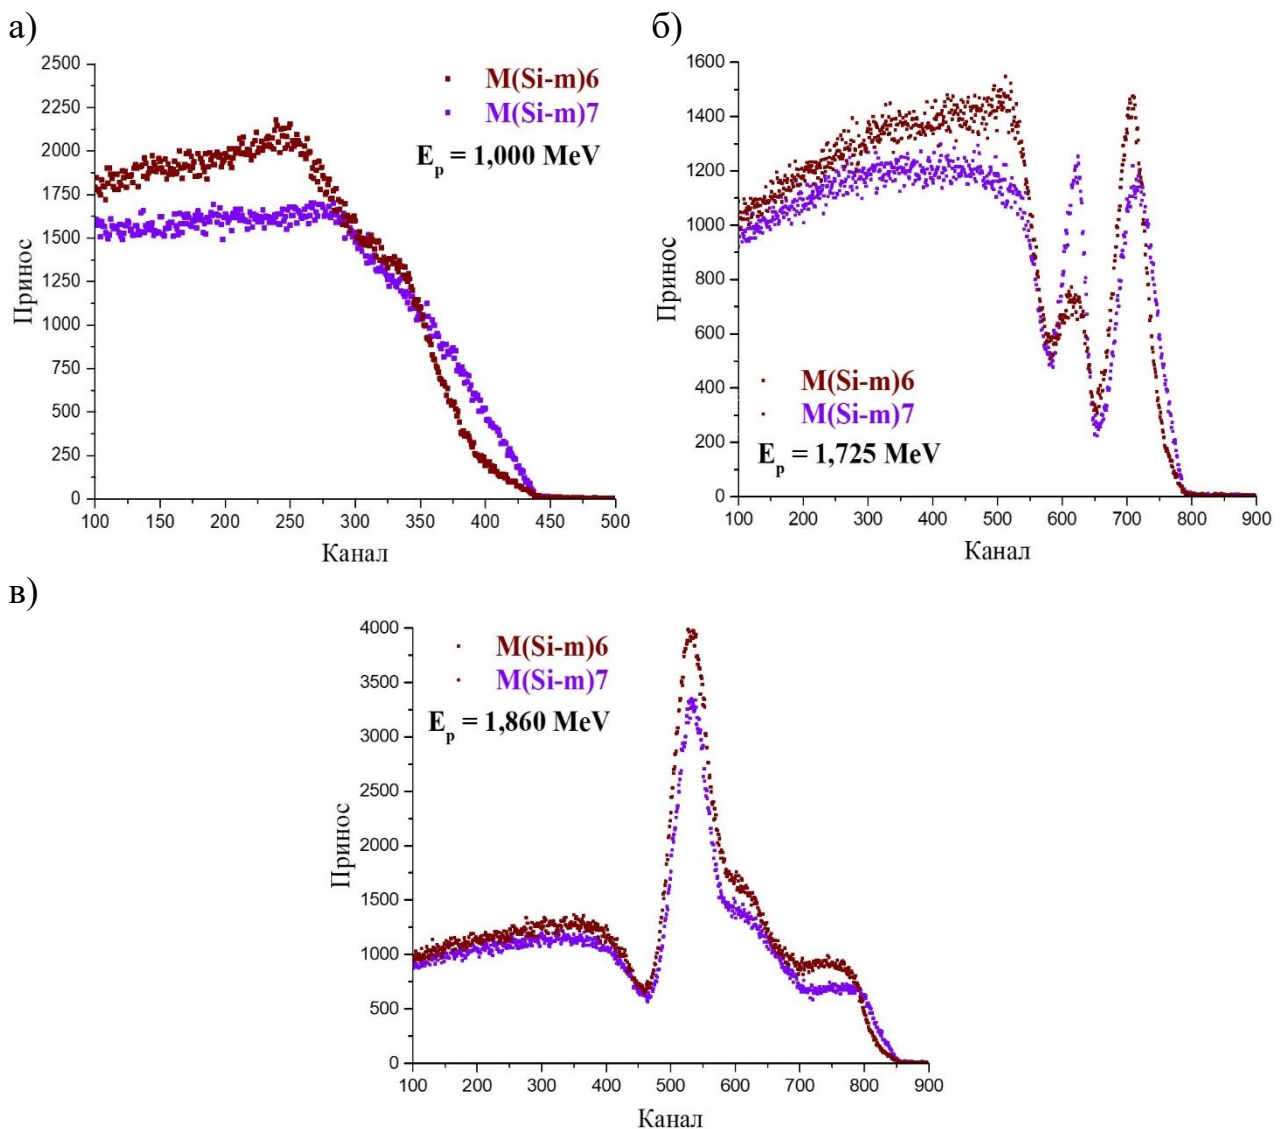 а)
2500
2250
2000
1750
1500
1250
1000
750
500
250
0
Принос
M(Si-m)6
M(Si-m)7
Ep = 1,000 MeV
100 150 200 250 300 350 400 450 500
Канал
б)
1600
1400
1200
1000
800
600
400
200
0
Принос
M(Si-m)6
M(Si-m)7
Ep = 1,725 MeV
100 200 300 400 500 600 700 800 900
Канал
в)
4000
3500
3000
2500
2000
1500
1000
500
0
Принос
M(Si-m)6
M(Si-m)7
Ep = 1,860 MeV
100 200 300 400 500 600 700 800 900
Канал